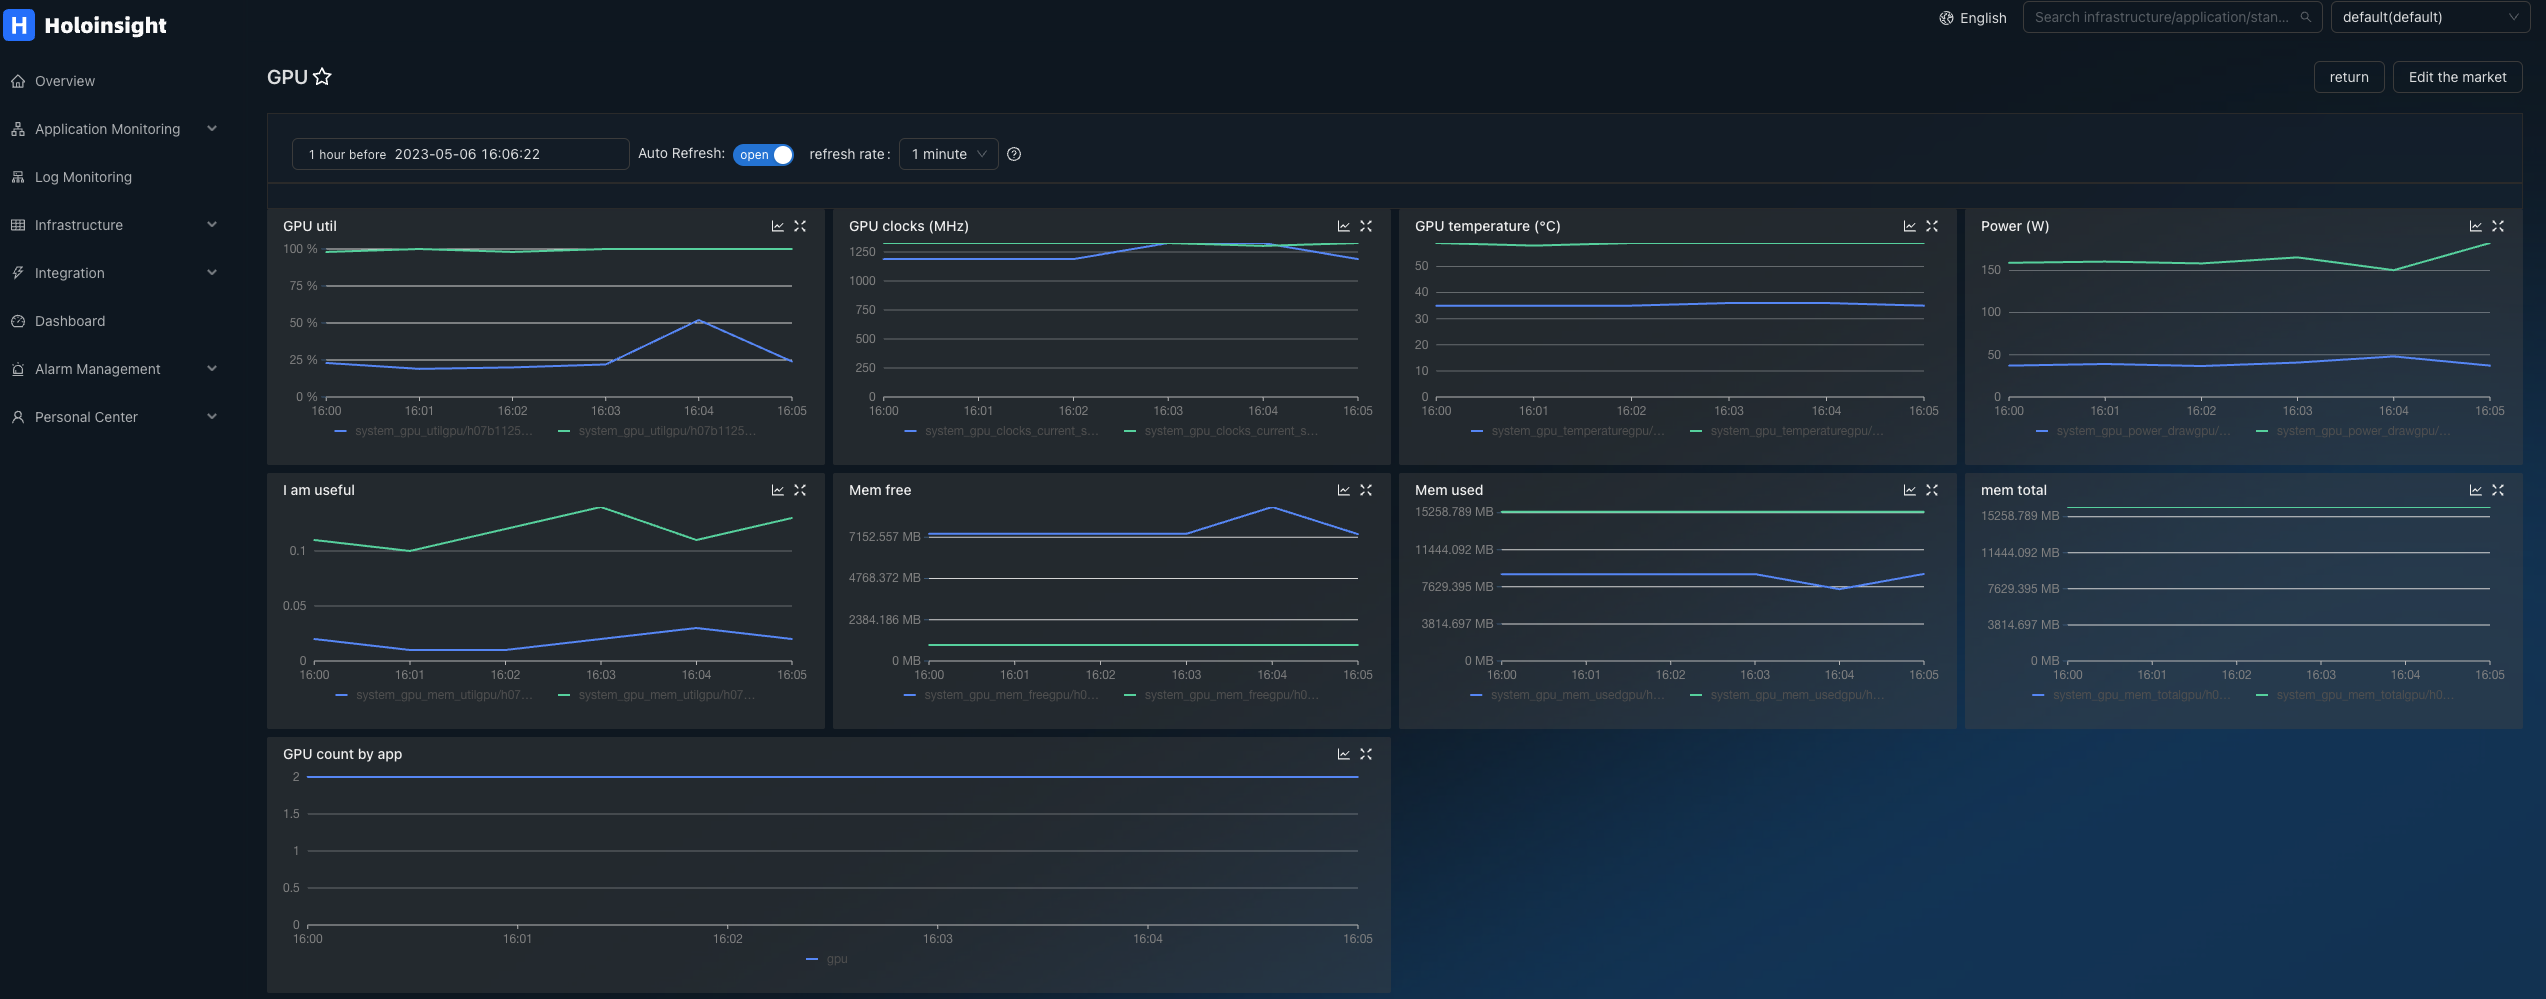 Holoinsight
English
Search infrastructure/application/stan...
default(default)
Overview
Application Monitoring
Log Monitoring
Infrastructure
Integration
Dashboard
Alarm Management
Personal Center
GPU
return
Edit the market
1 hour before 2023-05-06 16:06:22
Auto Refresh: open
refresh rate: 1 minute
GPU util
100 %
75 %
50 %
25 %
0 %
16:00 16:01 16:02 16:03 16:04 16:05
system_gpu_utilgpu/h07b1125... system_gpu_utilgpu/h07b1125...
GPU clocks (MHz)
1250
1000
750
500
250
0
16:00 16:01 16:02 16:03 16:04 16:05
system_gpu_clocks_current_s... system_gpu_clocks_current_s...
GPU temperature (°C)
50
40
30
20
10
0
16:00 16:01 16:02 16:03 16:04 16:05
system_gpu_temperaturegpu/... system_gpu_temperaturegpu/...
Power (W)
150
100
50
0
16:00 16:01 16:02 16:03 16:04 16:05
system_gpu_power_drawgpu/... system_gpu_power_drawgpu/...
I am useful
0.1
0.05
0
16:00 16:01 16:02 16:03 16:04 16:05
system_gpu_mem_utilgpu/h07... system_gpu_mem_utilgpu/h07...
Mem free
7152.557 MB
4768.372 MB
2384.186 MB
0 MB
16:00 16:01 16:02 16:03 16:04 16:05
system_gpu_mem_freegpu/h0... system_gpu_mem_freegpu/h0...
Mem used
15258.789 MB
11444.092 MB
7629.395 MB
3814.697 MB
0 MB
16:00 16:01 16:02 16:03 16:04 16:05
system_gpu_mem_usedgpu/h... system_gpu_mem_usedgpu/h...
mem total
15258.789 MB
11444.092 MB
7629.395 MB
3814.697 MB
0 MB
16:00 16:01 16:02 16:03 16:04 16:05
system_gpu_mem_totalgpu/h0... system_gpu_mem_totalgpu/h0...
GPU count by app
2
1.5
1
0.5
0
16:00 16:01 16:02 16:03 16:04 16:05
gpu